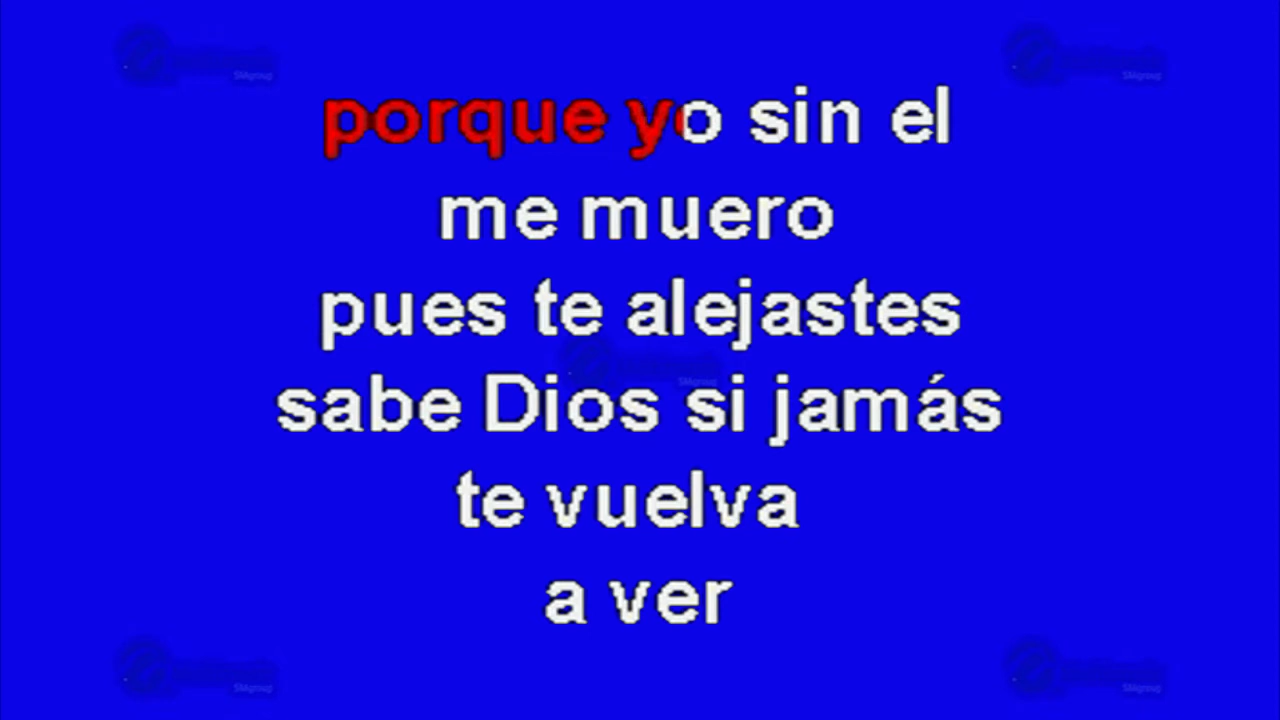 porque yo sin el
me muero
pues te alejastes
sabe Dios si jamás
te vuelva
a ver